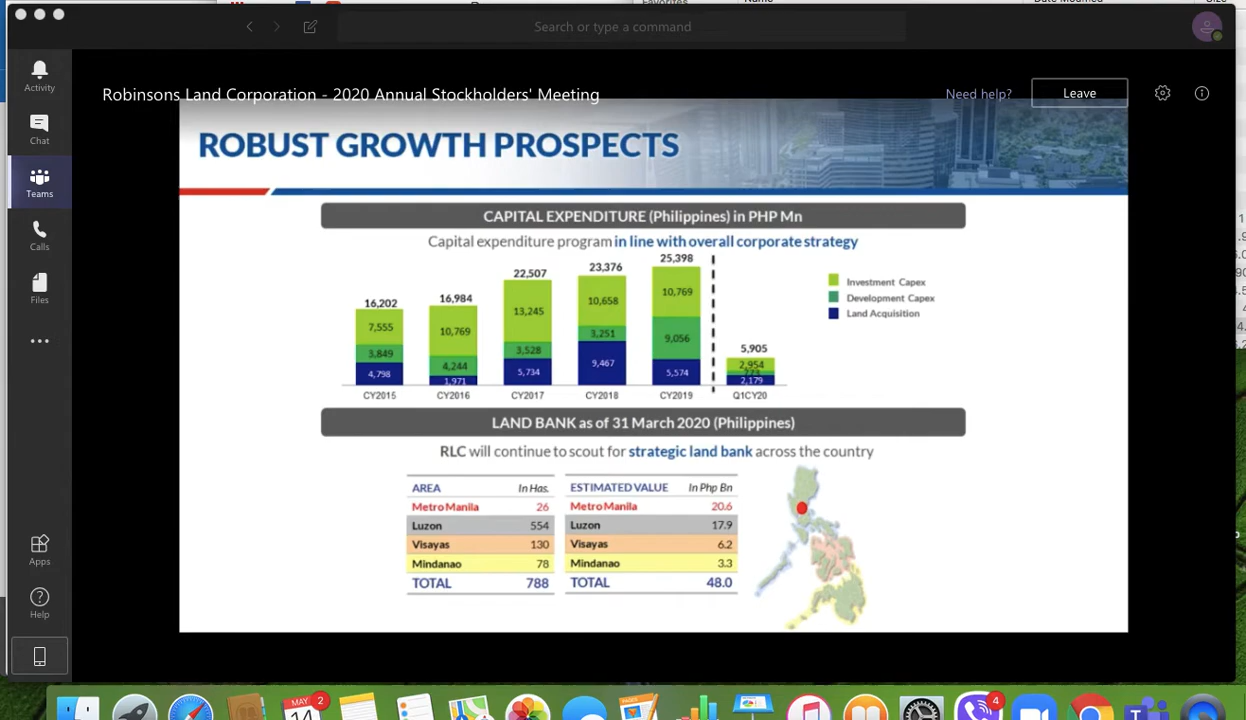 Favorites
Search or type a command
Activity
Chat
Teams
Calls
Files
Apps
Help
Robinsons Land Corporation - 2020 Annual Stockholders' Meeting
Need help?
Leave
ROBUST GROWTH PROSPECTS
CAPITAL EXPENDITURE (Philippines) in PHP Mn
Capital expenditure program in line with overall corporate strategy
16,202 16,984 22,507 23,376 25,398 5,905
7,555 10,769 13,245 10,658 10,769 2,954
3,849 4,244 3,528 3,251 9,056
4,798 1,971 5,734 9,467 5,574 2,179
CY2015 CY2016 CY2017 CY2018 CY2019 Q1CY20
Investment Capex
Development Capex
Land Acquisition
LAND BANK as of 31 March 2020 (Philippines)
RLC will continue to scout for strategic land bank across the country
AREA In Has. ESTIMATED VALUE In Php Bn
Metro Manila 26 Metro Manila 20.6
Luzon 554 Luzon 17.9
Visayas 130 Visayas 6.2
Mindanao 78 Mindanao 3.3
TOTAL 788 TOTAL 48.0
MAY 2
14
4